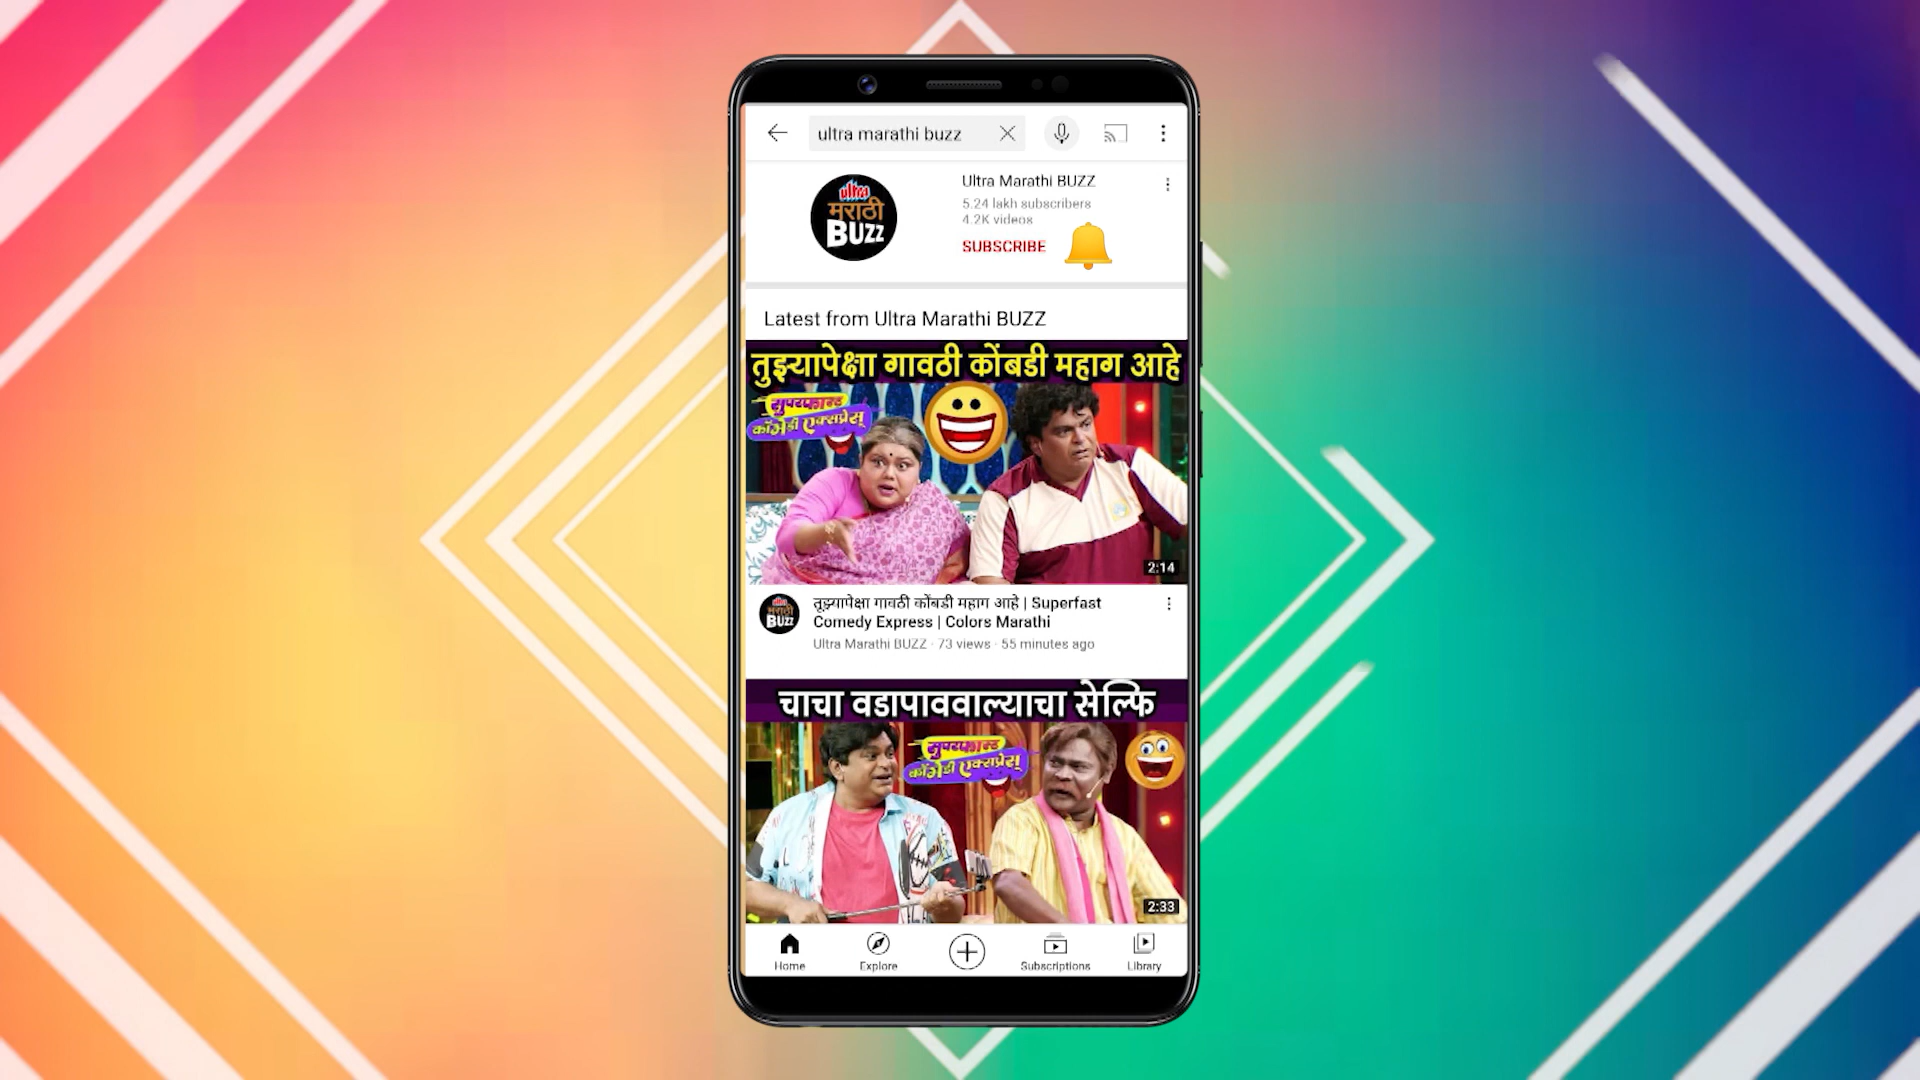 ultra marathi buzz
Ultra Marathi BUZZ
5.24 lakh subscribers
4.2K videos
SUBSCRIBE
ultra
मराठी
BUZZ
Latest from Ultra Marathi BUZZ
तुझ्यापेक्षा गावठी कोंबडी महाग आहे
सुपरफास्ट
कॉमेडी एक्सप्रेस्
2:14
ultra
मराठी
BUZZ
तूझ्यापेक्षा गावठी कोंबडी महाग आहे | Superfast
Comedy Express | Colors Marathi
Ultra Marathi BUZZ · 73 views · 55 minutes ago
चाचा वडापाववाल्याचा सेल्फि
सुपरफास्ट
कॉमेडी एक्सप्रेस्
2:33
Home
Explore
Subscriptions
Library